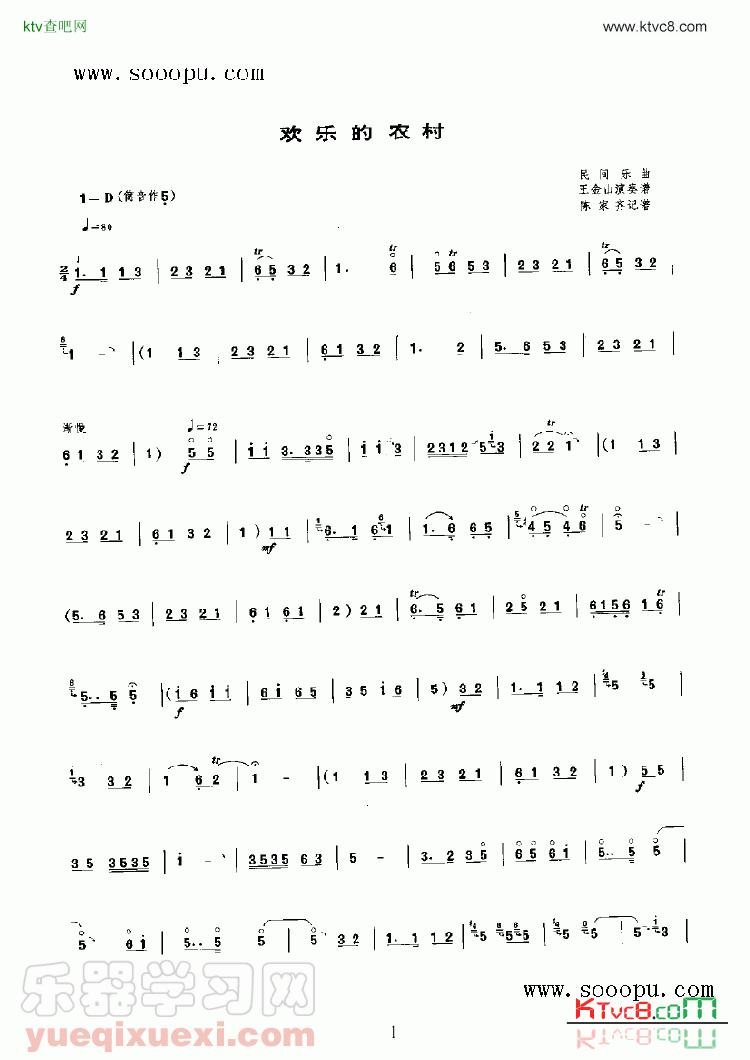 ktv查吧网 www.ktvc8.com
www.sooopu.com
欢乐的农村
民间乐曲
1=D(筒音作5) 王金山演奏谱
陈家齐记谱
♩=80
2/4 1. 1 1 3 | 2 3 2 1 | 6 5 3 2 | 1. 6 | 5 6 5 3 | 2 3 2 1 | 6 5 3 2 |
f
1 - | (1 1 3 | 2 3 2 1 | 6 1 3 2 | 1. 2 | 5. 6 5 3 | 2 3 2 1 |
渐慢 ♩=72
6 1 3 2 | 1) 5 5 | i i 3. 3 3 5 | i i 3 | 2 3 1 2 5 3 | 2 2 1 | (1 1 3 |
f
2 3 2 1 | 6 1 3 2 | 1) 1 1 | 6. 1 6 1 | 1. 6 6 5 | 4 5 4 6 | 5 - |
mf
(5. 6 5 3 | 2 3 2 1 | 6 1 6 1 | 2) 2 1 | 6. 5 6 1 | 2 5 2 1 | 6 1 5 6 1 6 |
5.. 5 5 | (i 6 i i | 6 i 6 5 | 3 5 i 6 | 5) 3 2 | 1. 1 1 2 | 5 5 |
f mf
3 3 2 | 1 6 2 | 1 - | (1 1 3 | 2 3 2 1 | 6 1 3 2 | 1) 5 5 |
f
3 5 3 5 3 5 | i - | 3 5 3 5 6 3 | 5 - | 3. 2 3 5 | 6 5 6 i | 5.. 5 5 |
5 6 i | 5.. 5 | 5 | 5 3 2 | 1. 1 1 2 | 5 5 5 | 6 | 5 5 3 |
乐器学习网
yueqixuexi.com
www.sooopu.com
KTvc8.com
1